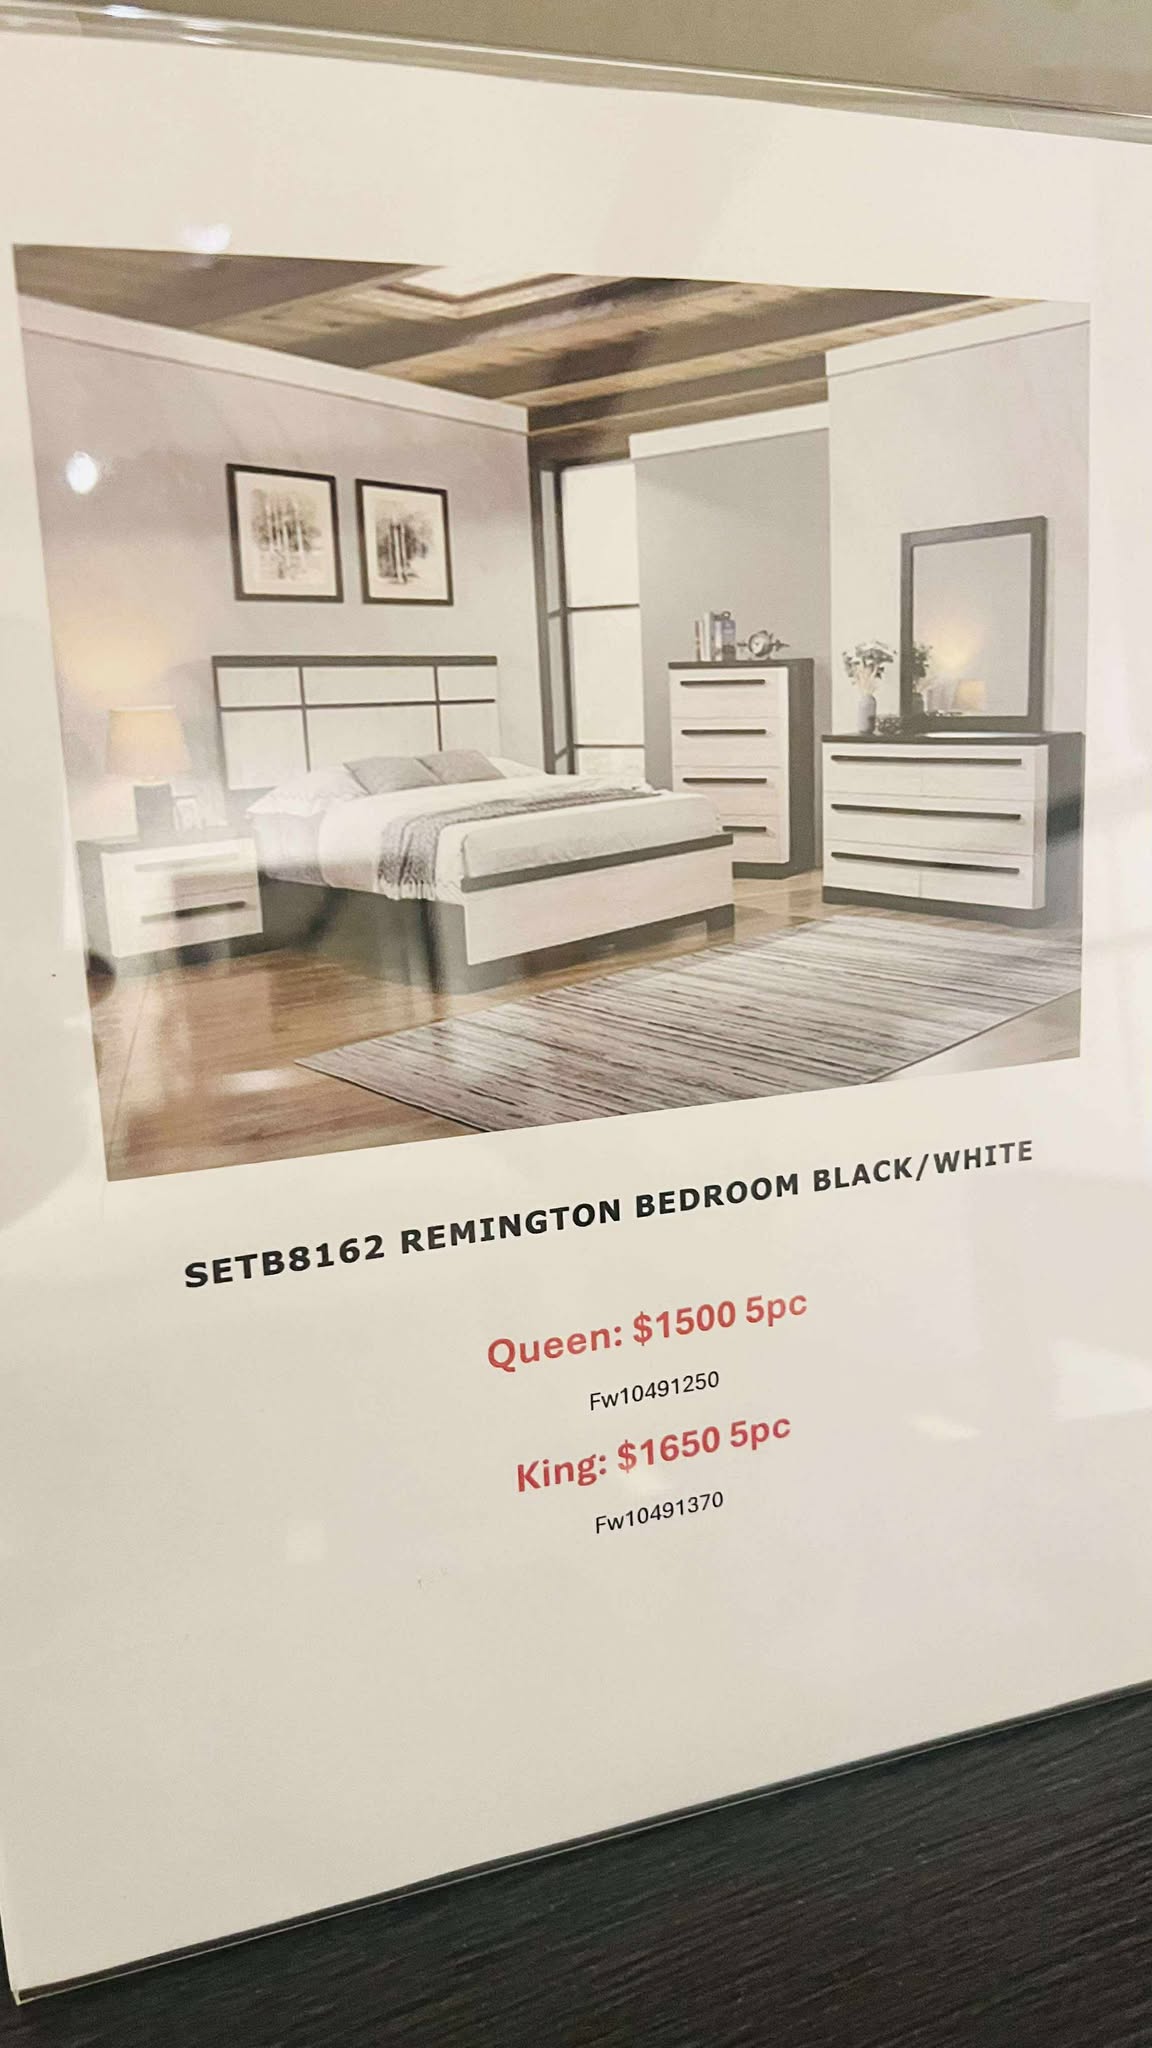 SETB8162 REMINGTON BEDROOM BLACK/WHITE
Queen: $1500 5pc
Fw10491250
King: $1650 5pc
Fw10491370